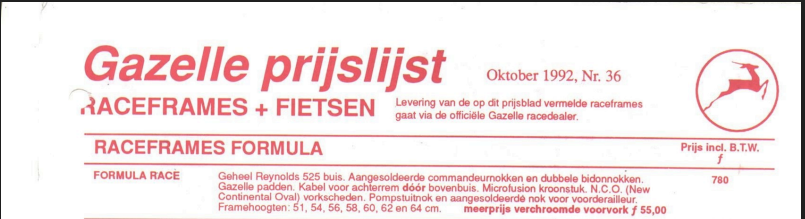 Gazelle prijslijst
Oktober 1992, Nr. 36
RACEFRAMES + FIETSEN
Levering van de op dit prijsblad vermelde raceframes
gaat via de officiële Gazelle racedealer.
RACEFRAMES FORMULA
Prijs incl. B.T.W.
ƒ
FORMULA RACE
Geheel Reynolds 525 buis. Aangesoldeerde commandeurnokken en dubbele bidonnokken.
780
Gazelle padden. Kabel voor achterrem dóór bovenbuis. Microfusion kroonstuk. N.C.O. (New
Continental Oval) vorkscheden. Pompstuitnok en aangesoldeerde nok voor voorderailleur.
Framehoogten: 51, 54, 56, 58, 60, 62 en 64 cm. meerprijs verchroomde voorvork ƒ 55,00